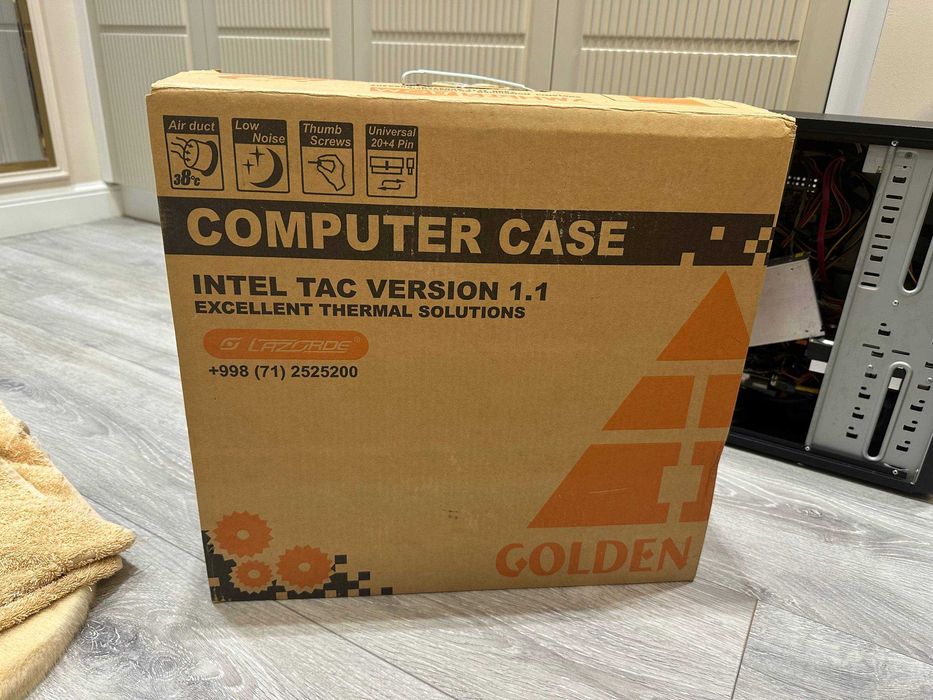 Air duct
38°c
Low
Noise
Thumb
Screws
Universal
20+4 Pin
COMPUTER CASE
INTEL TAC VERSION 1.1
EXCELLENT THERMAL SOLUTIONS
LAZORDE®
+998 (71) 2525200
GOLDEN